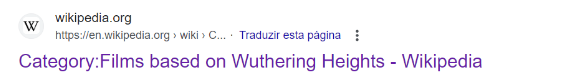 W
wikipedia.org
https://en.wikipedia.org › wiki › C... · Traduzir esta página
Category:Films based on Wuthering Heights - Wikipedia